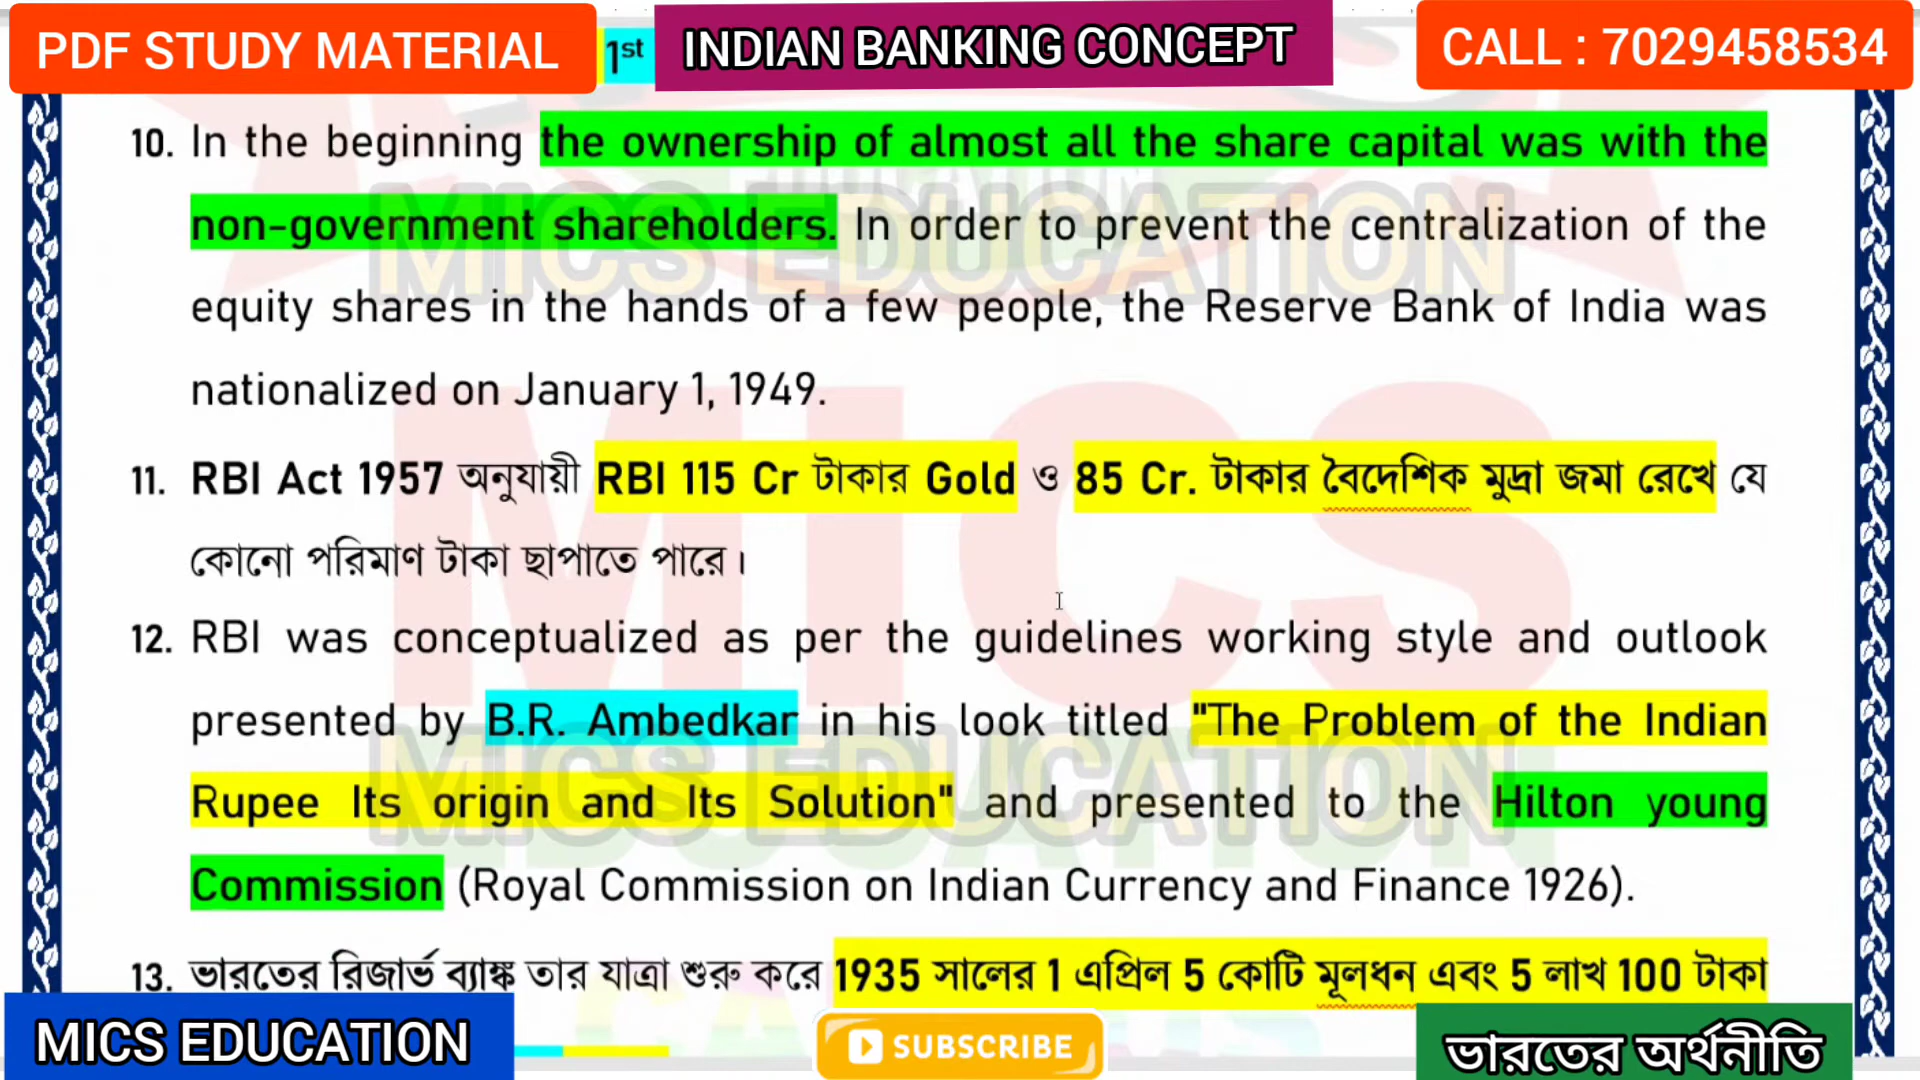 PDF STUDY MATERIAL
1st
INDIAN BANKING CONCEPT
CALL : 7029458534
10. In the beginning the ownership of almost all the share capital was with the
non-government shareholders. In order to prevent the centralization of the
equity shares in the hands of a few people, the Reserve Bank of India was
nationalized on January 1, 1949.
11. RBI Act 1957 অনুযায়ী RBI 115 Cr টাকার Gold ও 85 Cr. টাকার বৈদেশিক মুদ্রা জমা রেখে যে
কোনো পরিমাণ টাকা ছাপাতে পারে।
12. RBI was conceptualized as per the guidelines working style and outlook
presented by B.R. Ambedkar in his look titled "The Problem of the Indian
Rupee Its origin and Its Solution" and presented to the Hilton young
Commission (Royal Commission on Indian Currency and Finance 1926).
13. ভারতের রিজার্ভ ব্যাঙ্ক তার যাত্রা শুরু করে 1935 সালের 1 এপ্রিল 5 কোটি মূলধন এবং 5 লাখ 100 টাকা
MICS EDUCATION
MICS
MICS EDUCATION
MICS EDUCATION
SUBSCRIBE
ভারতের অর্থনীতি